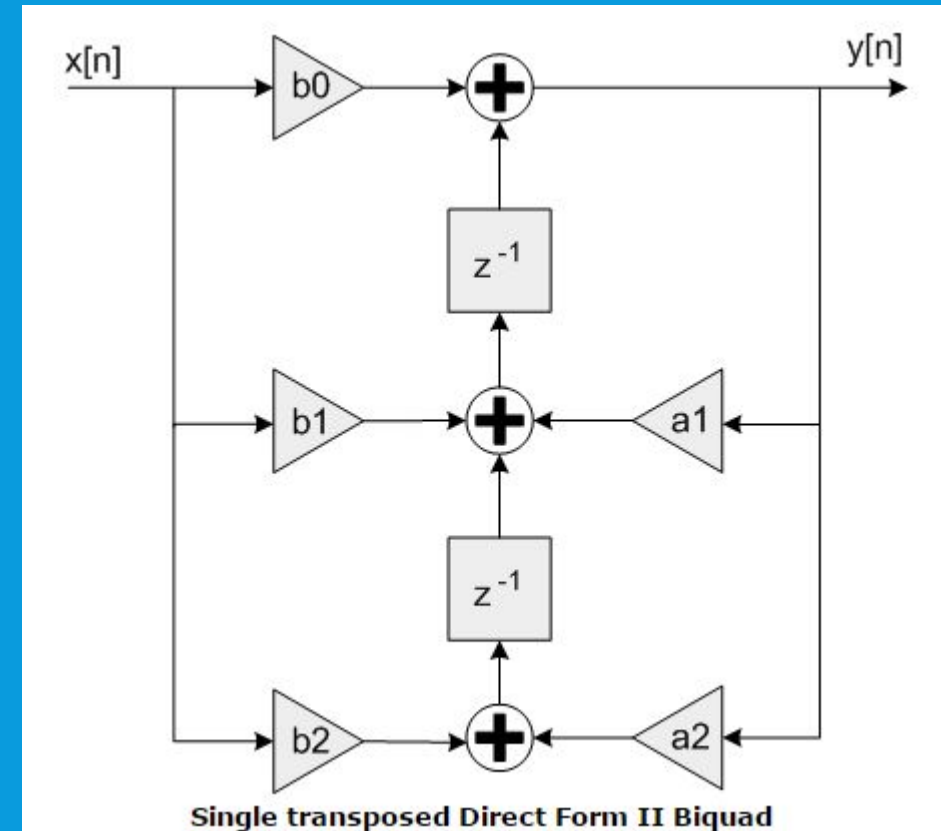 x[n]
y[n]
b0
z -1
b1
a1
z -1
b2
a2
Single transposed Direct Form II Biquad